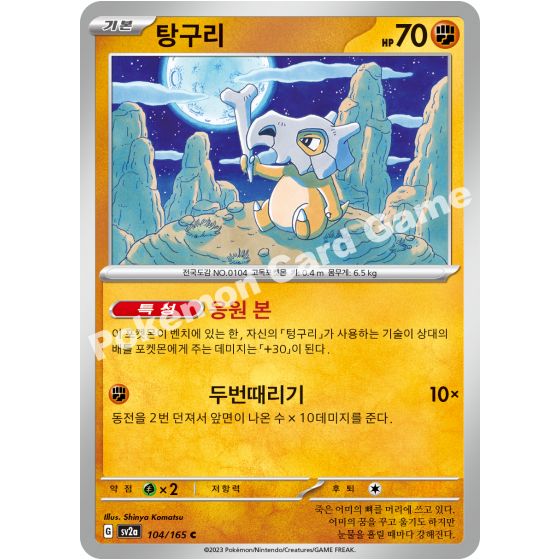 기본 탕구리 HP 70
전국도감 NO.0104 고독포켓몬 키: 0.4 m 몸무게: 6.5 kg
특성 응원 본
이 포켓몬이 벤치에 있는 한, 자신의 「텅구리」가 사용하는 기술이 상대의
배틀 포켓몬에게 주는 데미지는 「+30」이 된다.
두번때리기 10×
동전을 2번 던져서 앞면이 나온 수 × 10데미지를 준다.
약점 ×2 저항력 후퇴
Illus. Shinya Komatsu
G sv2a 104/165 C
죽은 어미의 뼈를 머리에 쓰고 있다.
어미의 꿈을 꾸고 울기도 하지만
눈물을 흘릴 때마다 강해진다.
©2023 Pokémon/Nintendo/Creatures/GAME FREAK.
Pokémon Card Game